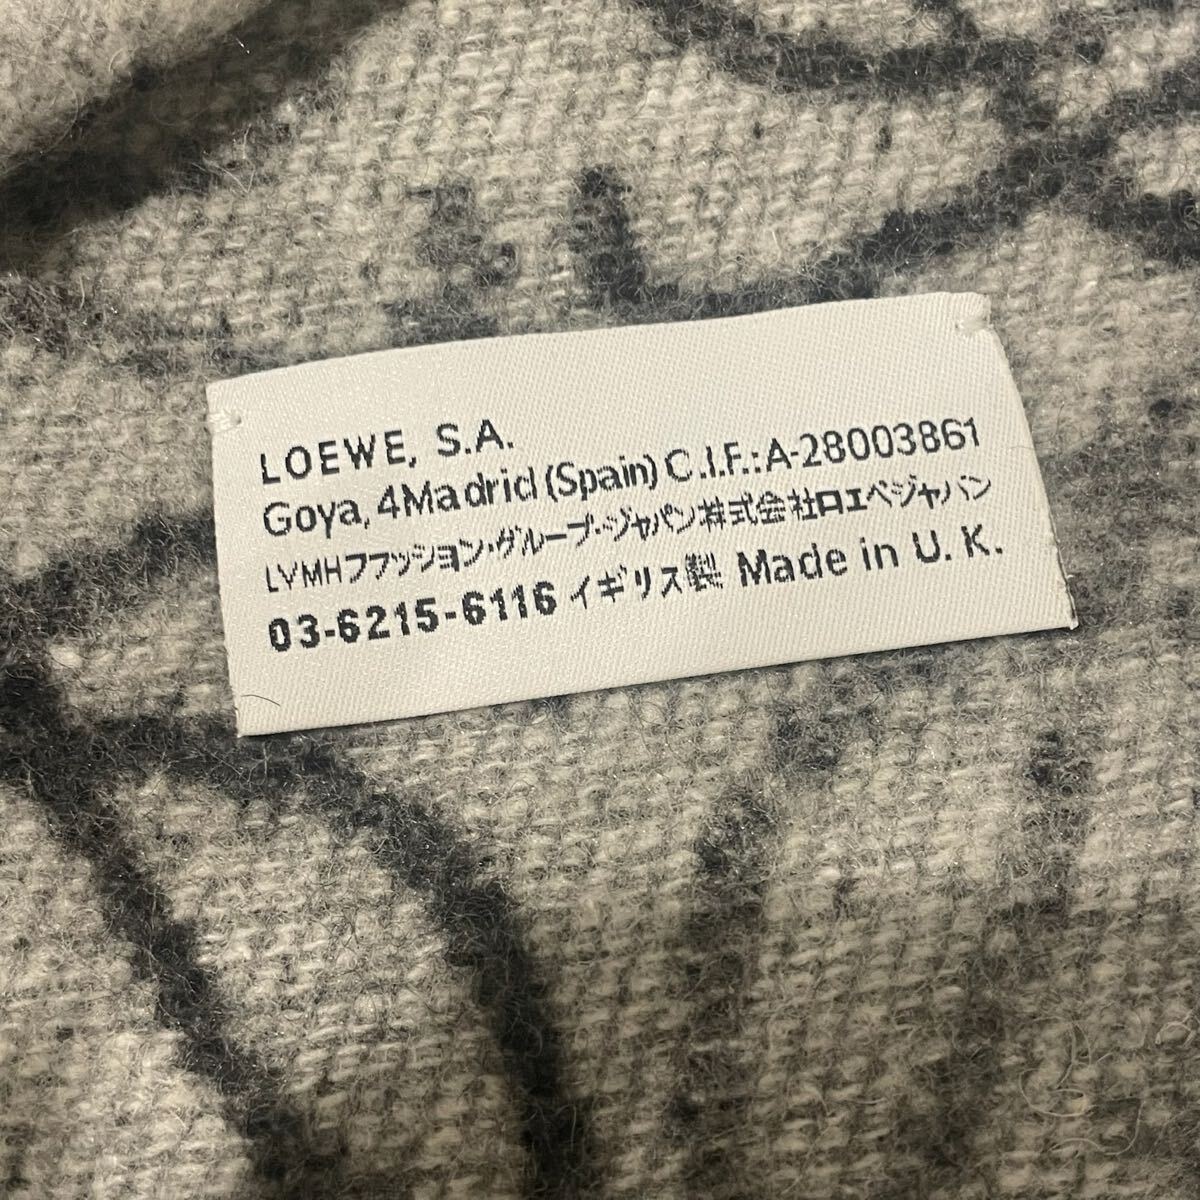 LOEWE, S.A.
Goya, 4Madrid (Spain) C.I.F.: A-28003861
LVMHファッション・グループ・ジャパン株式会社ロエベジャパン
03-6215-6116 イギリス製 Made in U. K.